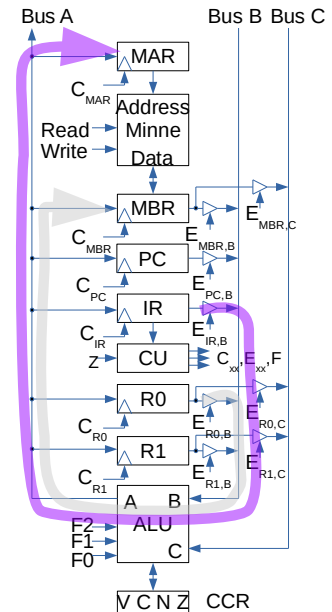 Bus A Bus B Bus C
MAR
C MAR
Address
Read Minne
Write
Data
MBR
C MBR
E MBR,B
E MBR,C
PC
C PC
E PC,B
IR
C IR
E IR,B
Z CU C xx,E xx,F
R0
C R0
E R0,B
E R0,C
R1
C R1
E R1,B
E R1,C
A B
ALU
F2
F1
F0 C
V C N Z CCR